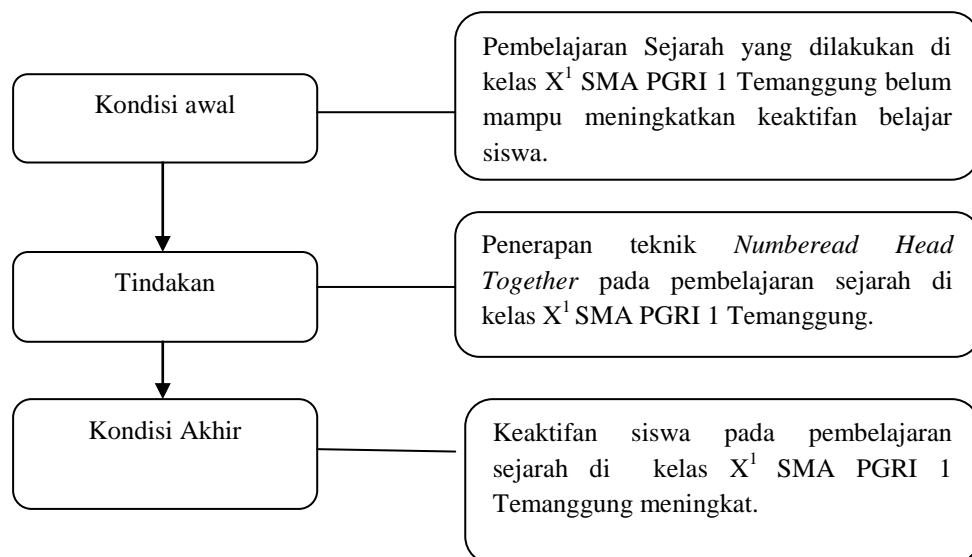 Kondisi awal
Pembelajaran Sejarah yang dilakukan di
kelas X¹ SMA PGRI 1 Temanggung belum
mampu meningkatkan keaktifan belajar
siswa.
Tindakan
Penerapan teknik Numberead Head
Together pada pembelajaran sejarah di
kelas X¹ SMA PGRI 1 Temanggung.
Kondisi Akhir
Keaktifan siswa pada pembelajaran
sejarah di kelas X¹ SMA PGRI 1
Temanggung meningkat.